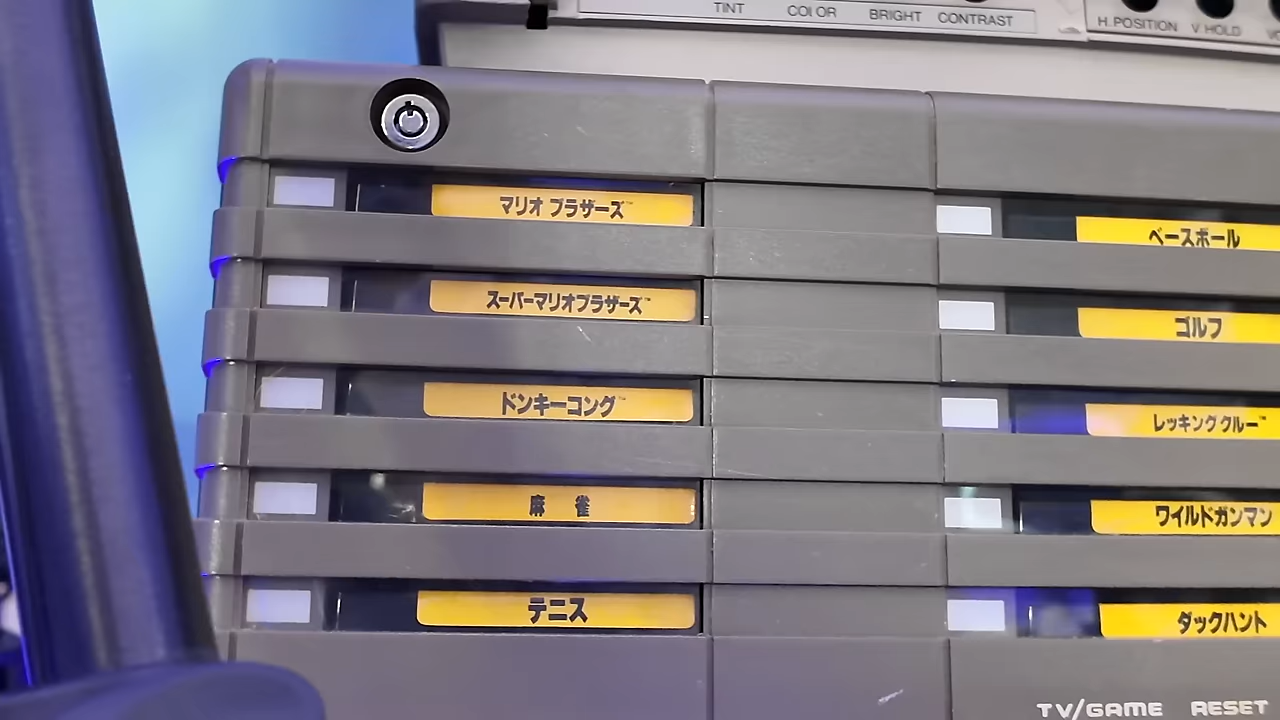 TINT COLOR BRIGHT CONTRAST
H.POSITION V.HOLD
マリオ ブラザーズ™
スーパーマリオブラザーズ™
ドンキーコング™
麻 雀
テニス
ベースボール
ゴルフ
レッキングクルー™
ワイルドガンマン
ダックハント
TV/GAME RESET